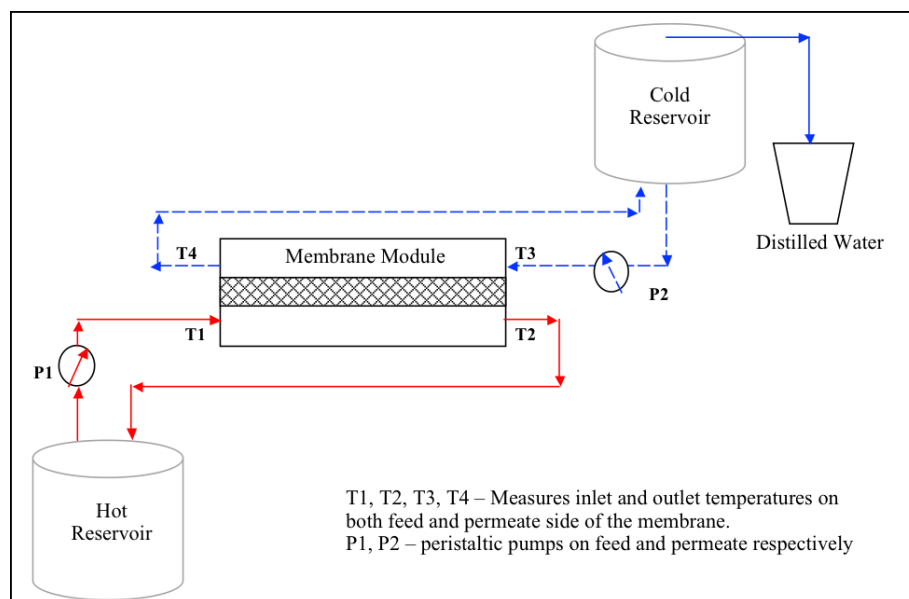 Cold
Reservoir
Distilled Water
T4
Membrane Module
T3
P2
T1
T2
P1
Hot
Reservoir
T1, T2, T3, T4 – Measures inlet and outlet temperatures on
both feed and permeate side of the membrane.
P1, P2 – peristaltic pumps on feed and permeate respectively